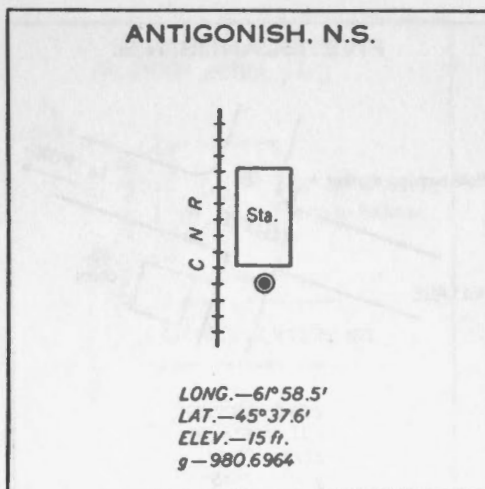 ANTIGONISH, N.S.
C N R
Sta.
LONG.—61° 58.5'
LAT.—45° 37.6'
ELEV.—15 ft.
g—980.6964